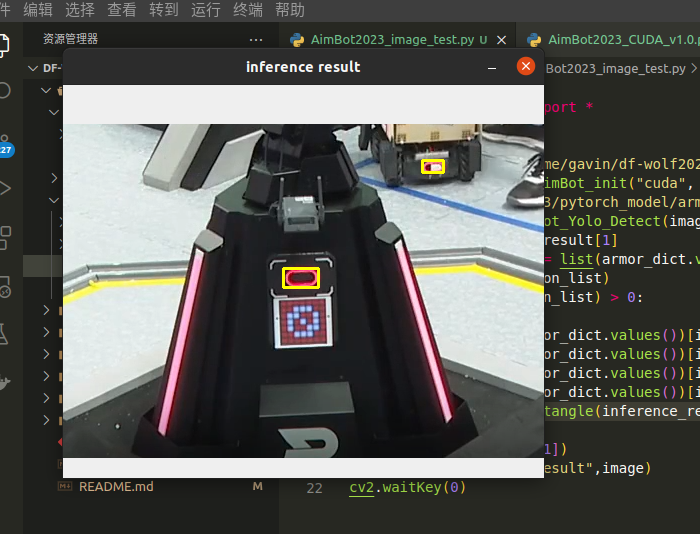 编辑 选择 查看 转到 运行 终端 帮助
资源管理器 ...
AimBot2023_image_test.py U
AimBot2023_CUDA_v1.0.p
inference result
Bot2023_image_test.py
port *
27
me/gavin/df-wolf202
imBot_init("cuda",
3/pytorch_model/arm
ot_Yolo_Detect(imag
result[1]
= list(armor_dict.v
on_list)
n_list) > 0:
or_dict.values())[i
or_dict.values())[i
or_dict.values())[i
or_dict.values())[i
tangle(inference_re
1])
esult",image)
README.md M
22 cv2.waitKey(0)